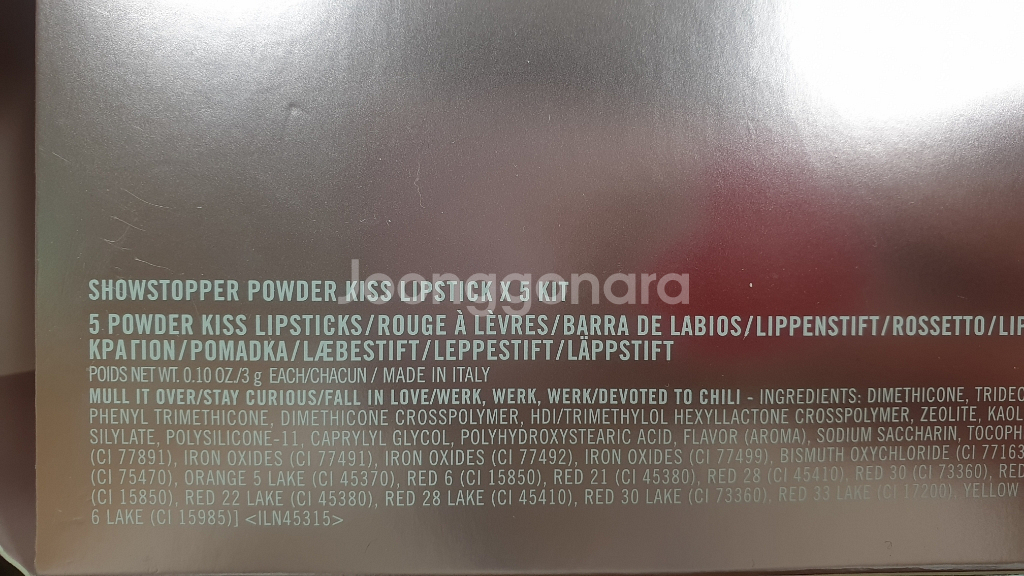 Joonggonara
SHOWSTOPPER POWDER KISS LIPSTICK X 5 KIT
5 POWDER KISS LIPSTICKS/ROUGE À LÈVRES/BARRA DE LABIOS/LIPPENSTIFT/ROSSETTO/LIP
ΚΡΑΓΙΟΝ/POMADKA/LÆBESTIFT/LEPPESTIFT/LÄPPSTIFT
POIDS NET WT. 0.10 OZ./3 g EACH/CHACUN / MADE IN ITALY
MULL IT OVER/STAY CURIOUS/FALL IN LOVE/WERK, WERK, WERK/DEVOTED TO CHILI - INGREDIENTS: DIMETHICONE, TRIDEC
PHENYL TRIMETHICONE, DIMETHICONE CROSSPOLYMER, HDI/TRIMETHYLOL HEXYLLACTONE CROSSPOLYMER, ZEOLITE, KAOL
SILYLATE, POLYSILICONE-11, CAPRYLYL GLYCOL, POLYHYDROXYSTEARIC ACID, FLAVOR (AROMA), SODIUM SACCHARIN, TOCOPH
(CI 77891), IRON OXIDES (CI 77491), IRON OXIDES (CI 77492), IRON OXIDES (CI 77499), BISMUTH OXYCHLORIDE (CI 77163
(CI 75470), ORANGE 5 LAKE (CI 45370), RED 6 (CI 15850), RED 21 (CI 45380), RED 28 (CI 45410), RED 30 (CI 73360), RED
(CI 15850), RED 22 LAKE (CI 45380), RED 28 LAKE (CI 45410), RED 30 LAKE (CI 73360), RED 33 LAKE (CI 17200), YELLOW
6 LAKE (CI 15985)] <ILN45315>